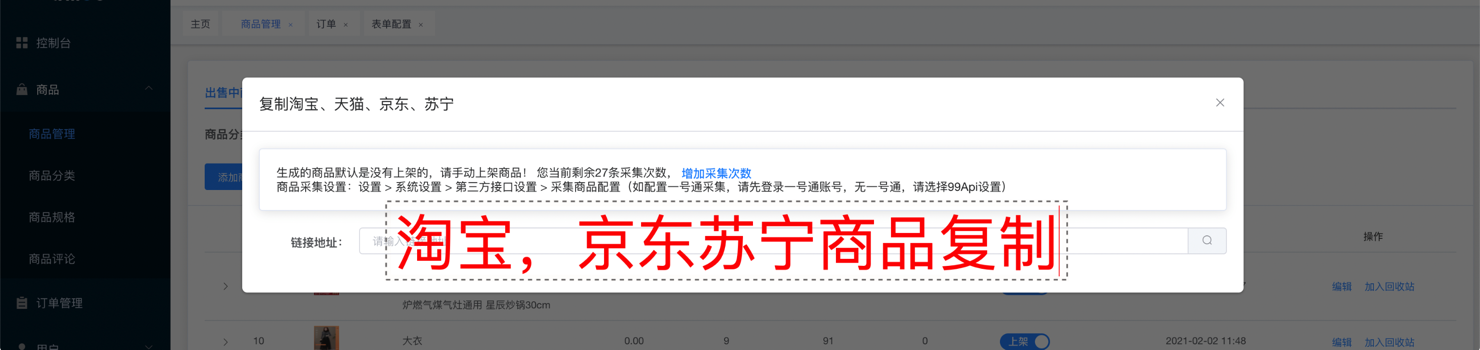 主页
商品管理 ×
订单 ×
表单配置 ×
控制台
商品
商品管理
商品分类
商品规格
商品评论
订单管理
用户
出售中
商品分
添加
复制淘宝、天猫、京东、苏宁
生成的商品默认是没有上架的，请手动上架商品！ 您当前剩余27条采集次数， 增加采集次数
商品采集设置：设置 > 系统设置 > 第三方接口设置 > 采集商品配置（如配置一号通采集，请先登录一号通账号，无一号通，请选择99Api设置）
链接地址：
淘宝，京东苏宁商品复制
操作
编辑 加入回收站
炉燃气煤气灶通用 星辰炒锅30cm
10 大衣 0.00 9 91 0 上架 2021-02-02 11:48 编辑 加入回收站